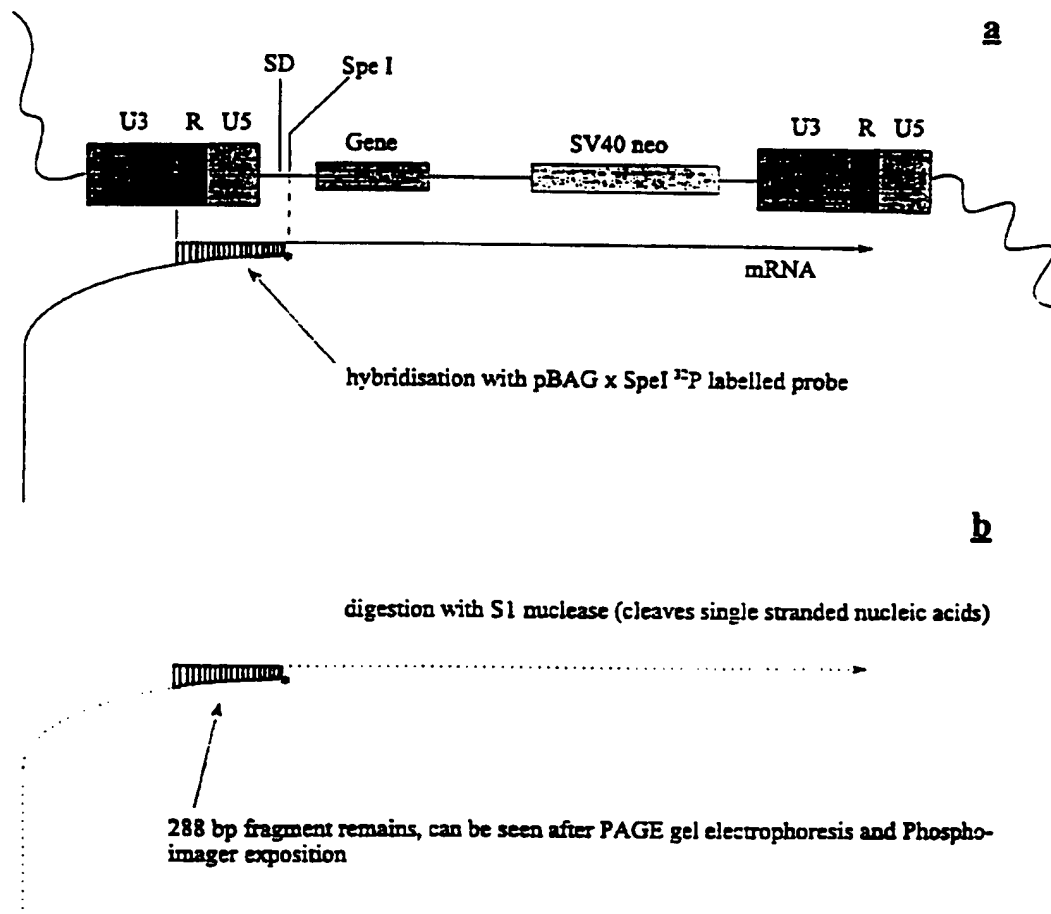 a
SD
Spe I
U3 R U5
Gene
SV40 neo
U3 R U5
mRNA
hybridisation with pBAG x SpeI ³²P labelled probe
b
digestion with S1 nuclease (cleaves single stranded nucleic acids)
288 bp fragment remains, can be seen after PAGE gel electrophoresis and Phospho-
imager exposition